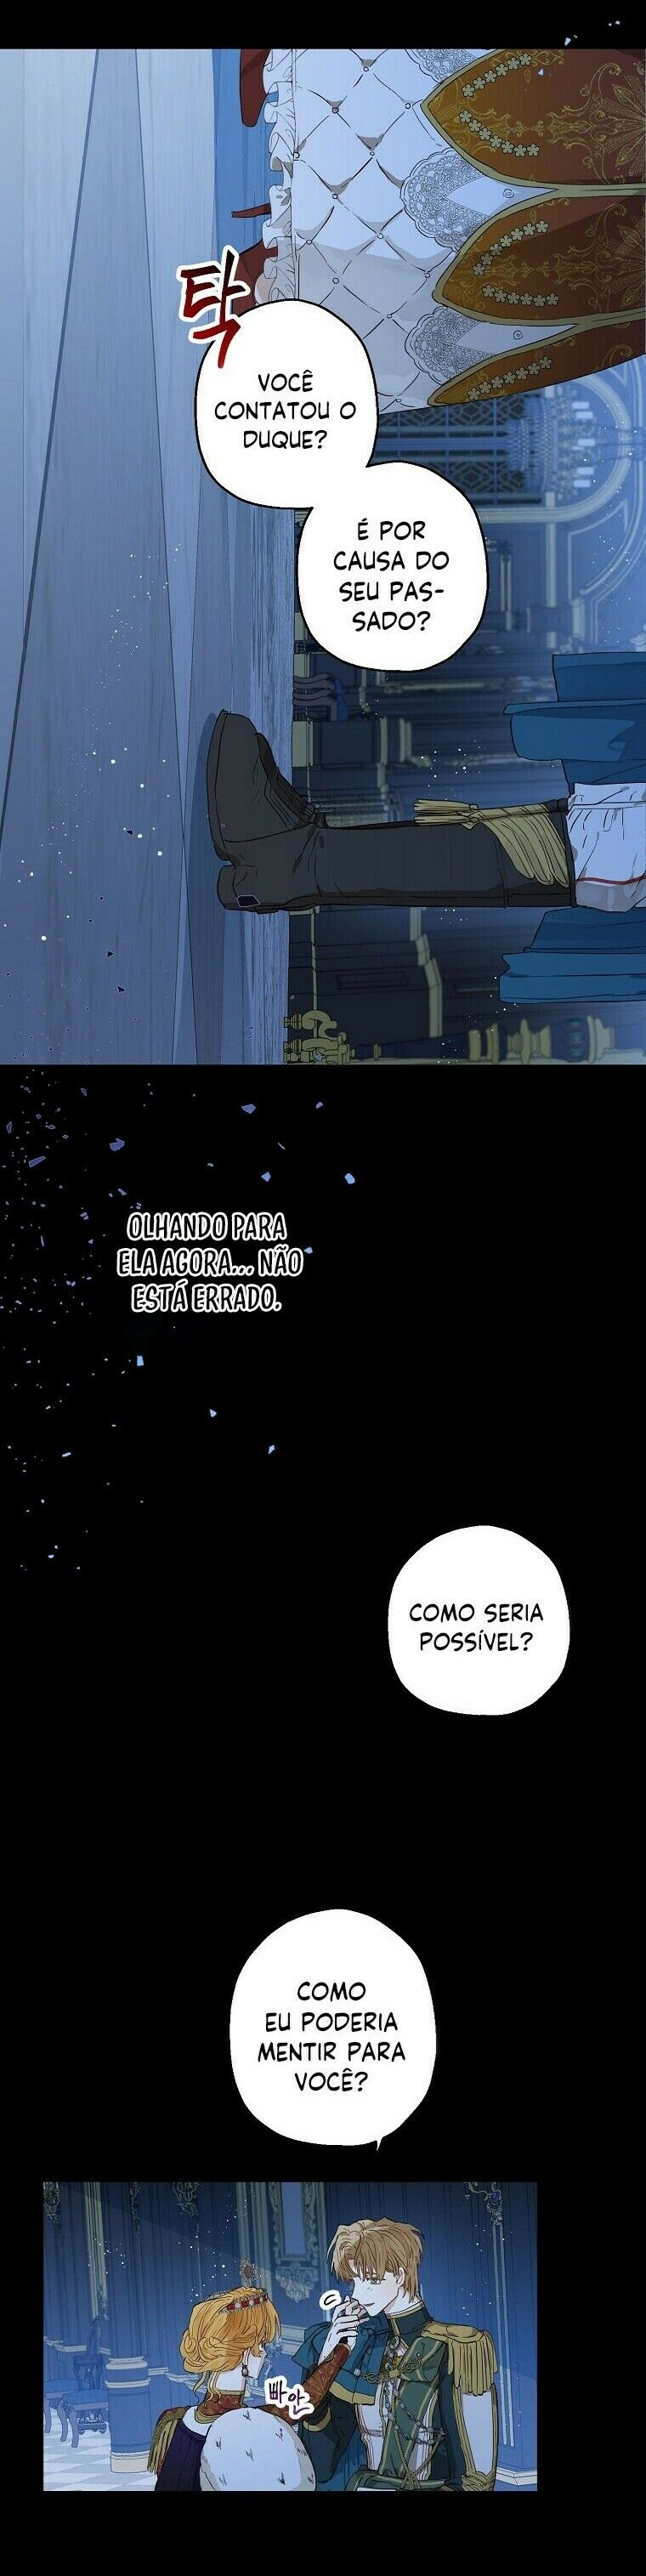 탁
VOCÊ
CONTATOU O
DUQUE?
É POR
CAUSA DO
SEU PAS-
SADO?
OLHANDO PARA
ELA AGORA... NÃO
ESTÁ ERRADO.
COMO SERIA
POSSÍVEL?
COMO
EU PODERIA
MENTIR PARA
VOCÊ?
빠안